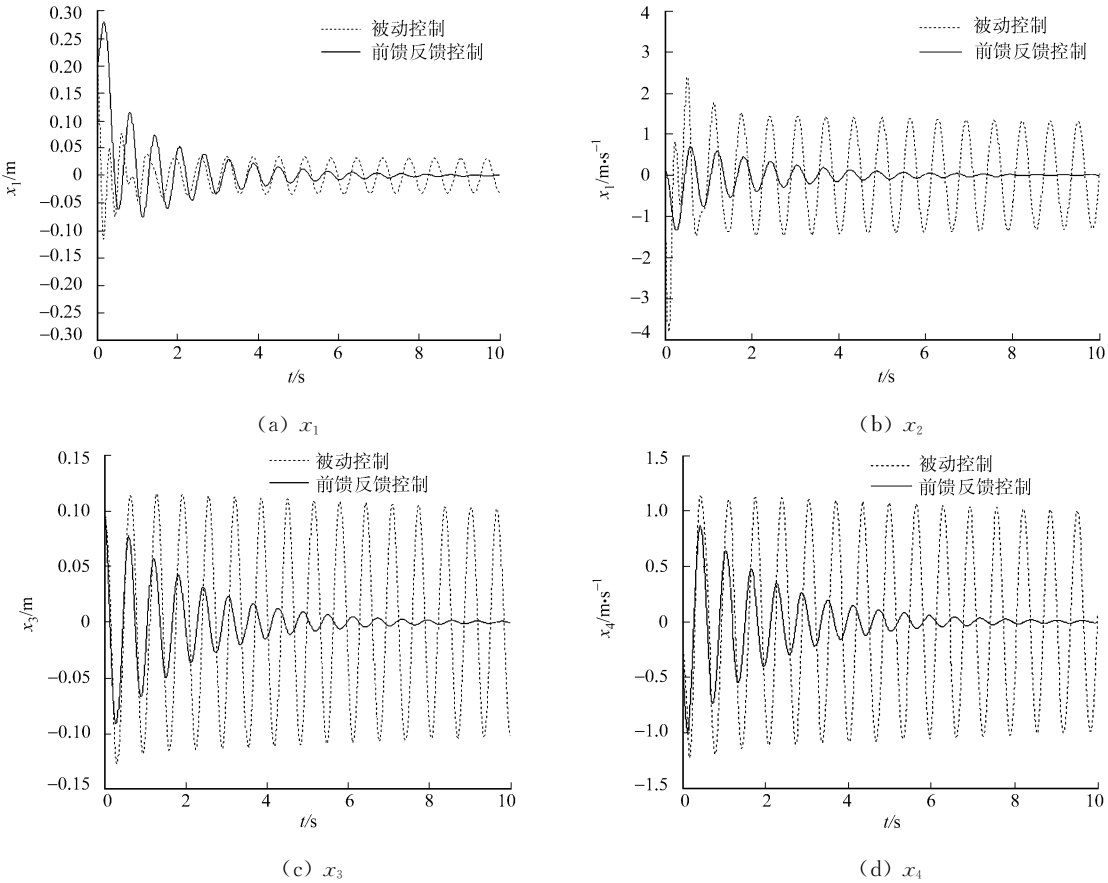 0.30
0.25
0.20
0.15
0.10
0.05
0
−0.05
−0.10
−0.15
−0.20
−0.25
−0.30
x₁/m
被动控制
前馈反馈控制
0 2 4 6 8 10
t/s
(a) x₁
4
3
2
1
0
−1
−2
−3
−4
x₁/m•s⁻¹
被动控制
前馈反馈控制
0 2 4 6 8 10
t/s
(b) x₂
0.15
0.10
0.05
0
−0.05
−0.10
−0.15
x₃/m
被动控制
前馈反馈控制
0 2 4 6 8 10
t/s
(c) x₃
1.5
1.0
0.5
0
−0.5
−1.0
−1.5
x₄/m•s⁻¹
被动控制
前馈反馈控制
0 2 4 6 8 10
t/s
(d) x₄